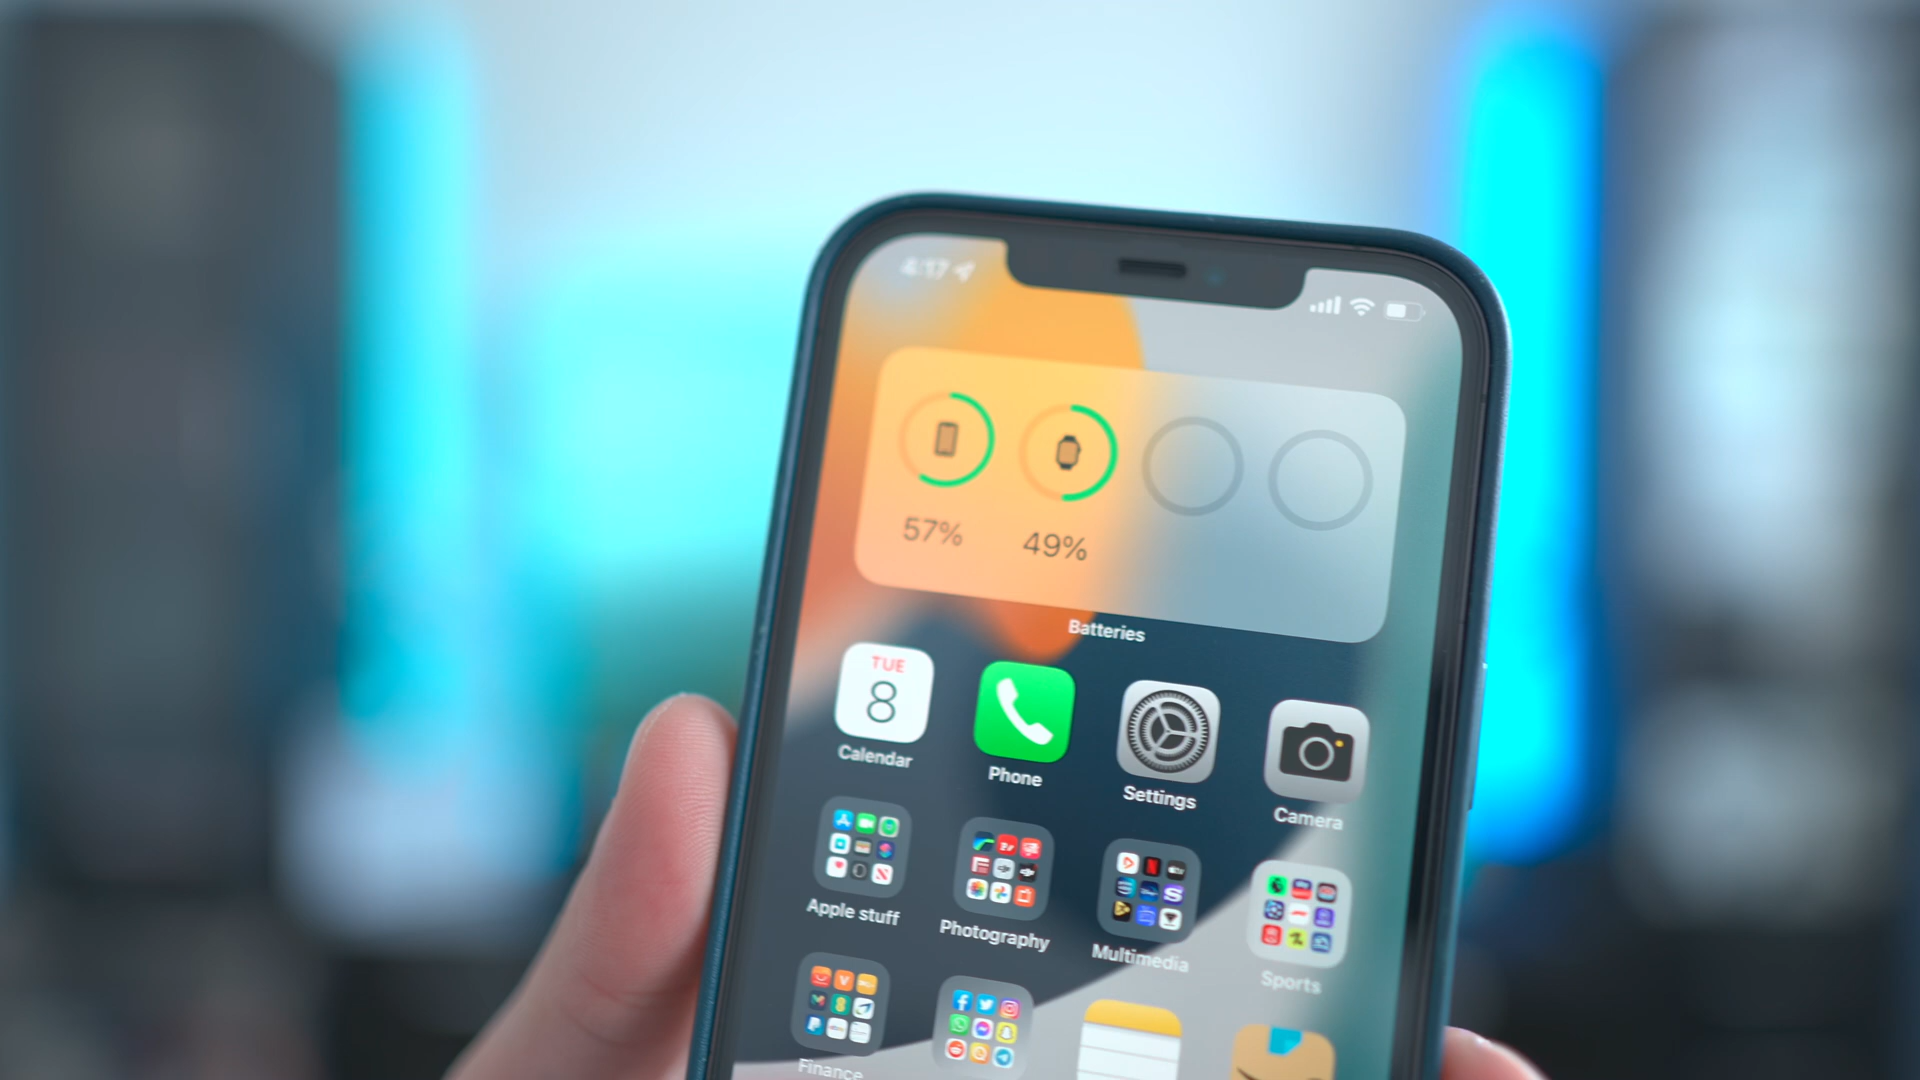 4:17
57%
49%
Batteries
TUE
8
Calendar
Phone
Settings
Camera
Apple stuff
Photography
Multimedia
Sports
Finance